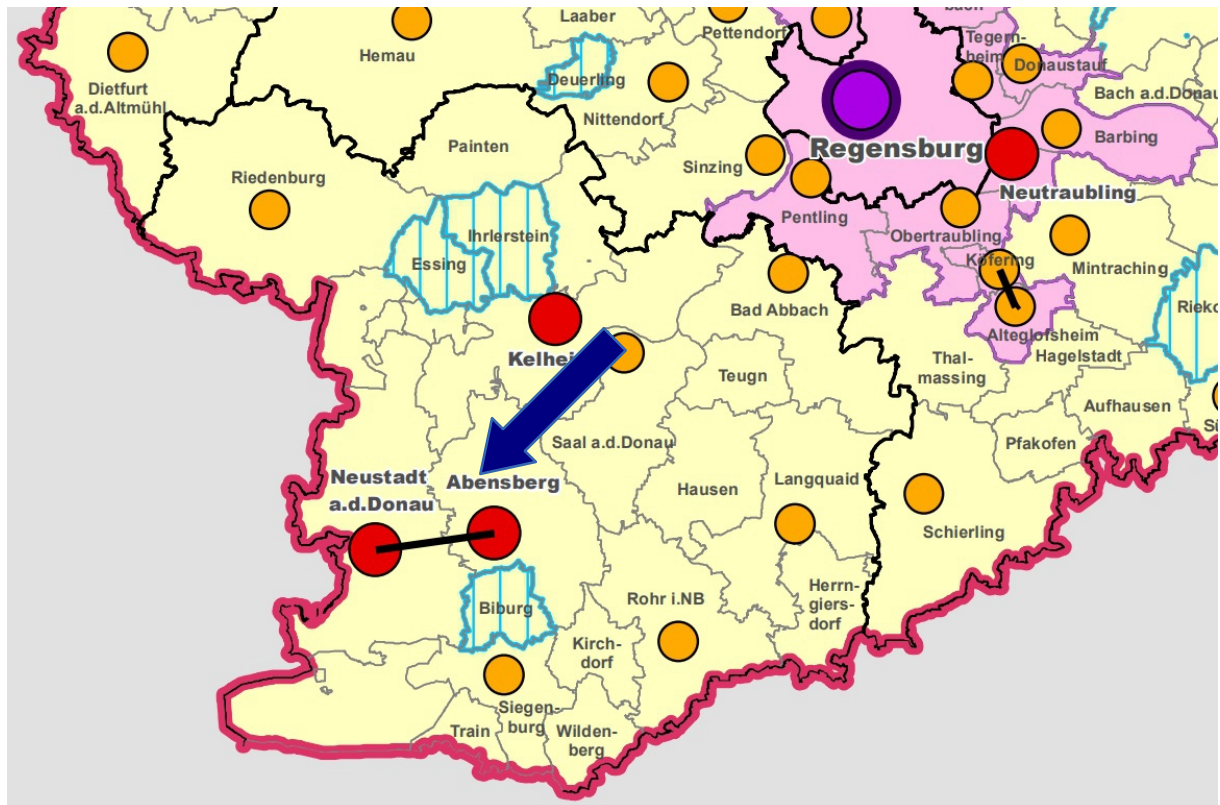 Laaber
bach
Pettendorf
Hemau
Tegern-
heim
Donaustauf
Deuerling
Dietfurt
a.d.Altmühl
Bach a.d.Donau
Nittendorf
Barbing
Painten
Regensburg
Sinzing
Riedenburg
Neutraubling
Pentling
Ihrlerstein
Obertraubling
Essing
Köfering
Mintraching
Bad Abbach
Alteglofsheim
Kelhei
Thal-
massing
Hagelstadt
Teugn
Aufhausen
Saal a.d.Donau
Pfakofen
Neustadt
a.d.Donau
Abensberg
Hausen
Langquaid
Schierling
Biburg
Rohr i.NB
Herrn-
giers-
dorf
Kirch-
dorf
Siegen-
burg
Train
Wilden-
berg